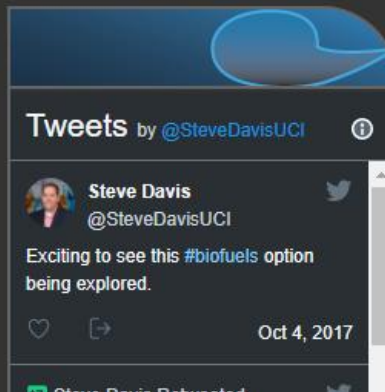 Tweets by @SteveDavisUCI
Steve Davis
@SteveDavisUCI
Exciting to see this #biofuels option
being explored.
Oct 4, 2017
Steve Davis Retweeted